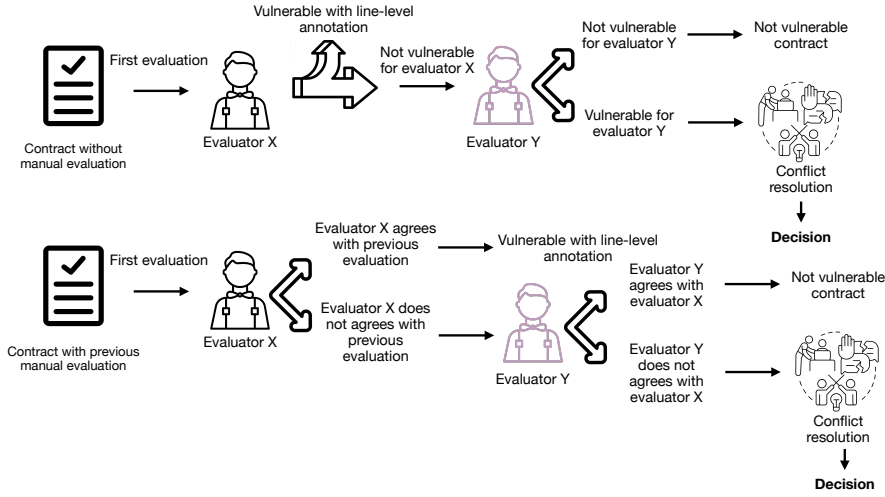 Vulnerable with line-level
annotation
First evaluation
Not vulnerable
for evaluator X
Not vulnerable
for evaluator Y
Not vulnerable
contract
Vulnerable for
evaluator Y
Contract without
manual evaluation
Evaluator X
Evaluator Y
Conflict
resolution
Decision
First evaluation
Evaluator X agrees
with previous
evaluation
Vulnerable with line-level
annotation
Evaluator X does
not agrees with
previous
evaluation
Evaluator Y
agrees with
evaluator X
Not vulnerable
contract
Contract with previous
manual evaluation
Evaluator X
Evaluator Y
Evaluator Y
does not
agrees with
evaluator X
Conflict
resolution
Decision